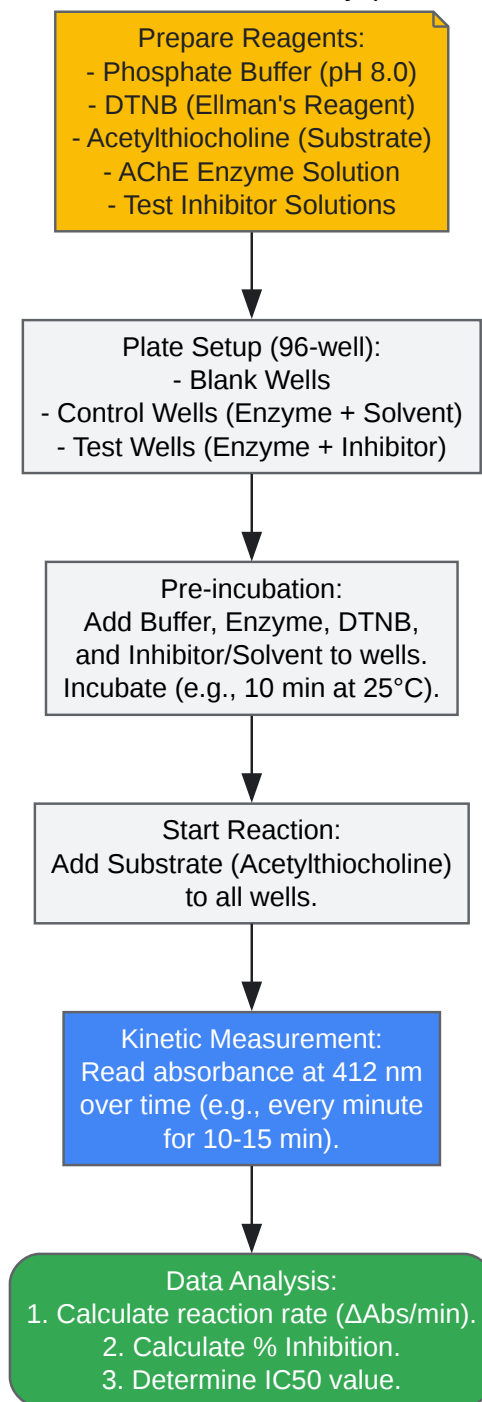 Prepare Reagents:
- Phosphate Buffer (pH 8.0)
- DTNB (Ellman's Reagent)
- Acetylthiocholine (Substrate)
- AChE Enzyme Solution
- Test Inhibitor Solutions
Plate Setup (96-well):
- Blank Wells
- Control Wells (Enzyme + Solvent)
- Test Wells (Enzyme + Inhibitor)
Pre-incubation:
Add Buffer, Enzyme, DTNB,
and Inhibitor/Solvent to wells.
Incubate (e.g., 10 min at 25°C).
Start Reaction:
Add Substrate (Acetylthiocholine)
to all wells.
Kinetic Measurement:
Read absorbance at 412 nm
over time (e.g., every minute
for 10-15 min).
Data Analysis:
1. Calculate reaction rate (ΔAbs/min).
2. Calculate % Inhibition.
3. Determine IC50 value.